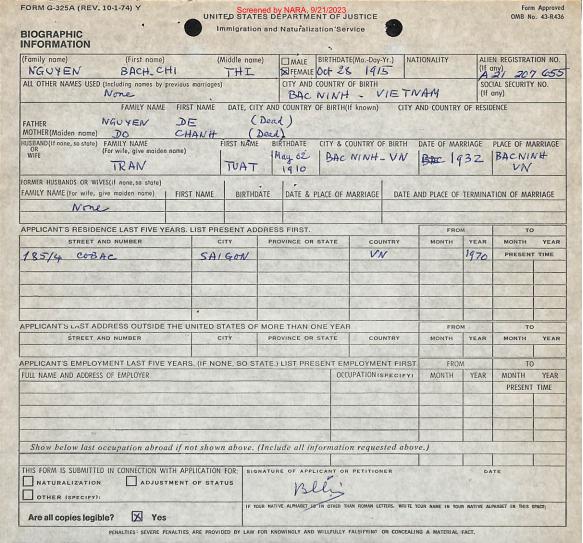 FORM G-325A (REV. 10-1-74) Y
Screened by NARA, 9/21/2023
Form Approved
OMB No. 43-R436
UNITED STATES DEPARTMENT OF JUSTICE
Immigration and Naturalization Service
BIOGRAPHIC
INFORMATION
(Family name) (First name) (Middle name) MALE BIRTHDATE(Mo.-Day-Yr.) NATIONALITY ALIEN REGISTRATION NO.
(If any)
NGUYEN BACH_CHI THI FEMALE Oct 28 1915 A21 207 655
ALL OTHER NAMES USED (Including names by previous marriages) CITY AND COUNTRY OF BIRTH SOCIAL SECURITY NO.
(If any)
None BAC NINH - VIETNAM
FAMILY NAME FIRST NAME DATE, CITY AND COUNTRY OF BIRTH(If known) CITY AND COUNTRY OF RESIDENCE
FATHER NGUYEN DE (Dead)
MOTHER(Maiden name) DO CHANH (Dead)
HUSBAND(If none, so state) OR WIFE FAMILY NAME (For wife, give maiden name) FIRST NAME BIRTHDATE CITY & COUNTRY OF BIRTH DATE OF MARRIAGE PLACE OF MARRIAGE
TRAN TUAT May 02 1910 BAC NINH-VN 1932 BACNINH VN
FORMER HUSBANDS OR WIVES(If none, so state)
FAMILY NAME (For wife, give maiden name) FIRST NAME BIRTHDATE DATE & PLACE OF MARRIAGE DATE AND PLACE OF TERMINATION OF MARRIAGE
None
APPLICANT'S RESIDENCE LAST FIVE YEARS. LIST PRESENT ADDRESS FIRST. FROM TO
STREET AND NUMBER CITY PROVINCE OR STATE COUNTRY MONTH YEAR MONTH YEAR
185/4 COBAC SAIGON VN 1970 PRESENT TIME
APPLICANT'S LAST ADDRESS OUTSIDE THE UNITED STATES OF MORE THAN ONE YEAR FROM TO
STREET AND NUMBER CITY PROVINCE OR STATE COUNTRY MONTH YEAR MONTH YEAR
APPLICANT'S EMPLOYMENT LAST FIVE YEARS. (IF NONE, SO STATE.) LIST PRESENT EMPLOYMENT FIRST. FROM TO
FULL NAME AND ADDRESS OF EMPLOYER OCCUPATION (SPECIFY) MONTH YEAR MONTH YEAR
PRESENT TIME
Show below last occupation abroad if not shown above. (Include all information requested above.)
THIS FORM IS SUBMITTED IN CONNECTION WITH APPLICATION FOR: SIGNATURE OF APPLICANT OR PETITIONER DATE
NATURALIZATION ADJUSTMENT OF STATUS
OTHER (SPECIFY):
IF YOUR NATIVE ALPHABET IS IN OTHER THAN ROMAN LETTERS, WRITE YOUR NAME IN YOUR NATIVE ALPHABET IN THIS SPACE:
Are all copies legible? Yes
PENALTIES: SEVERE PENALTIES ARE PROVIDED BY LAW FOR KNOWINGLY AND WILLFULLY FALSIFYING OR CONCEALING A MATERIAL FACT.